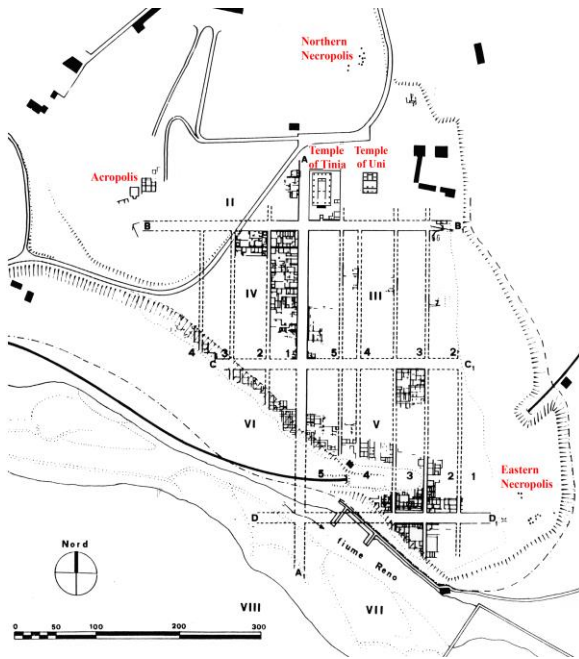 Northern
Necropolis
Temple
of Tinia
Temple
of Uni
A
Acropolis
II
B
B
IV
III
4
3
2
1
5
4
3
2
C
C1
VI
V
5
4
3
2
1
Eastern
Necropolis
D
D1
Nord
fiume Reno
A
VIII
VII
0
50
100
200
300